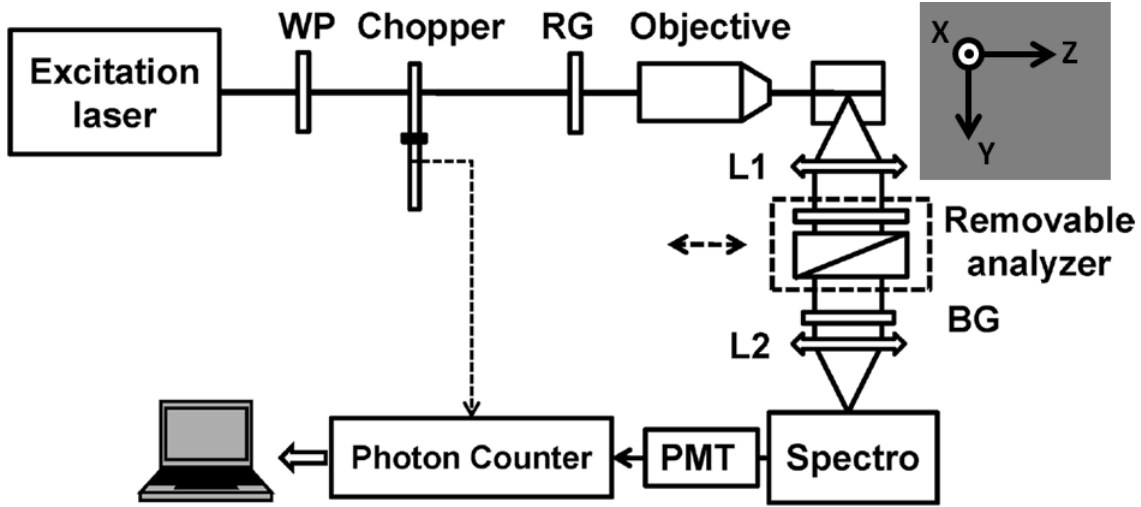 WP Chopper RG Objective
Excitation
laser
X
Z
Y
L1
Removable
analyzer
BG
L2
Photon Counter
PMT
Spectro